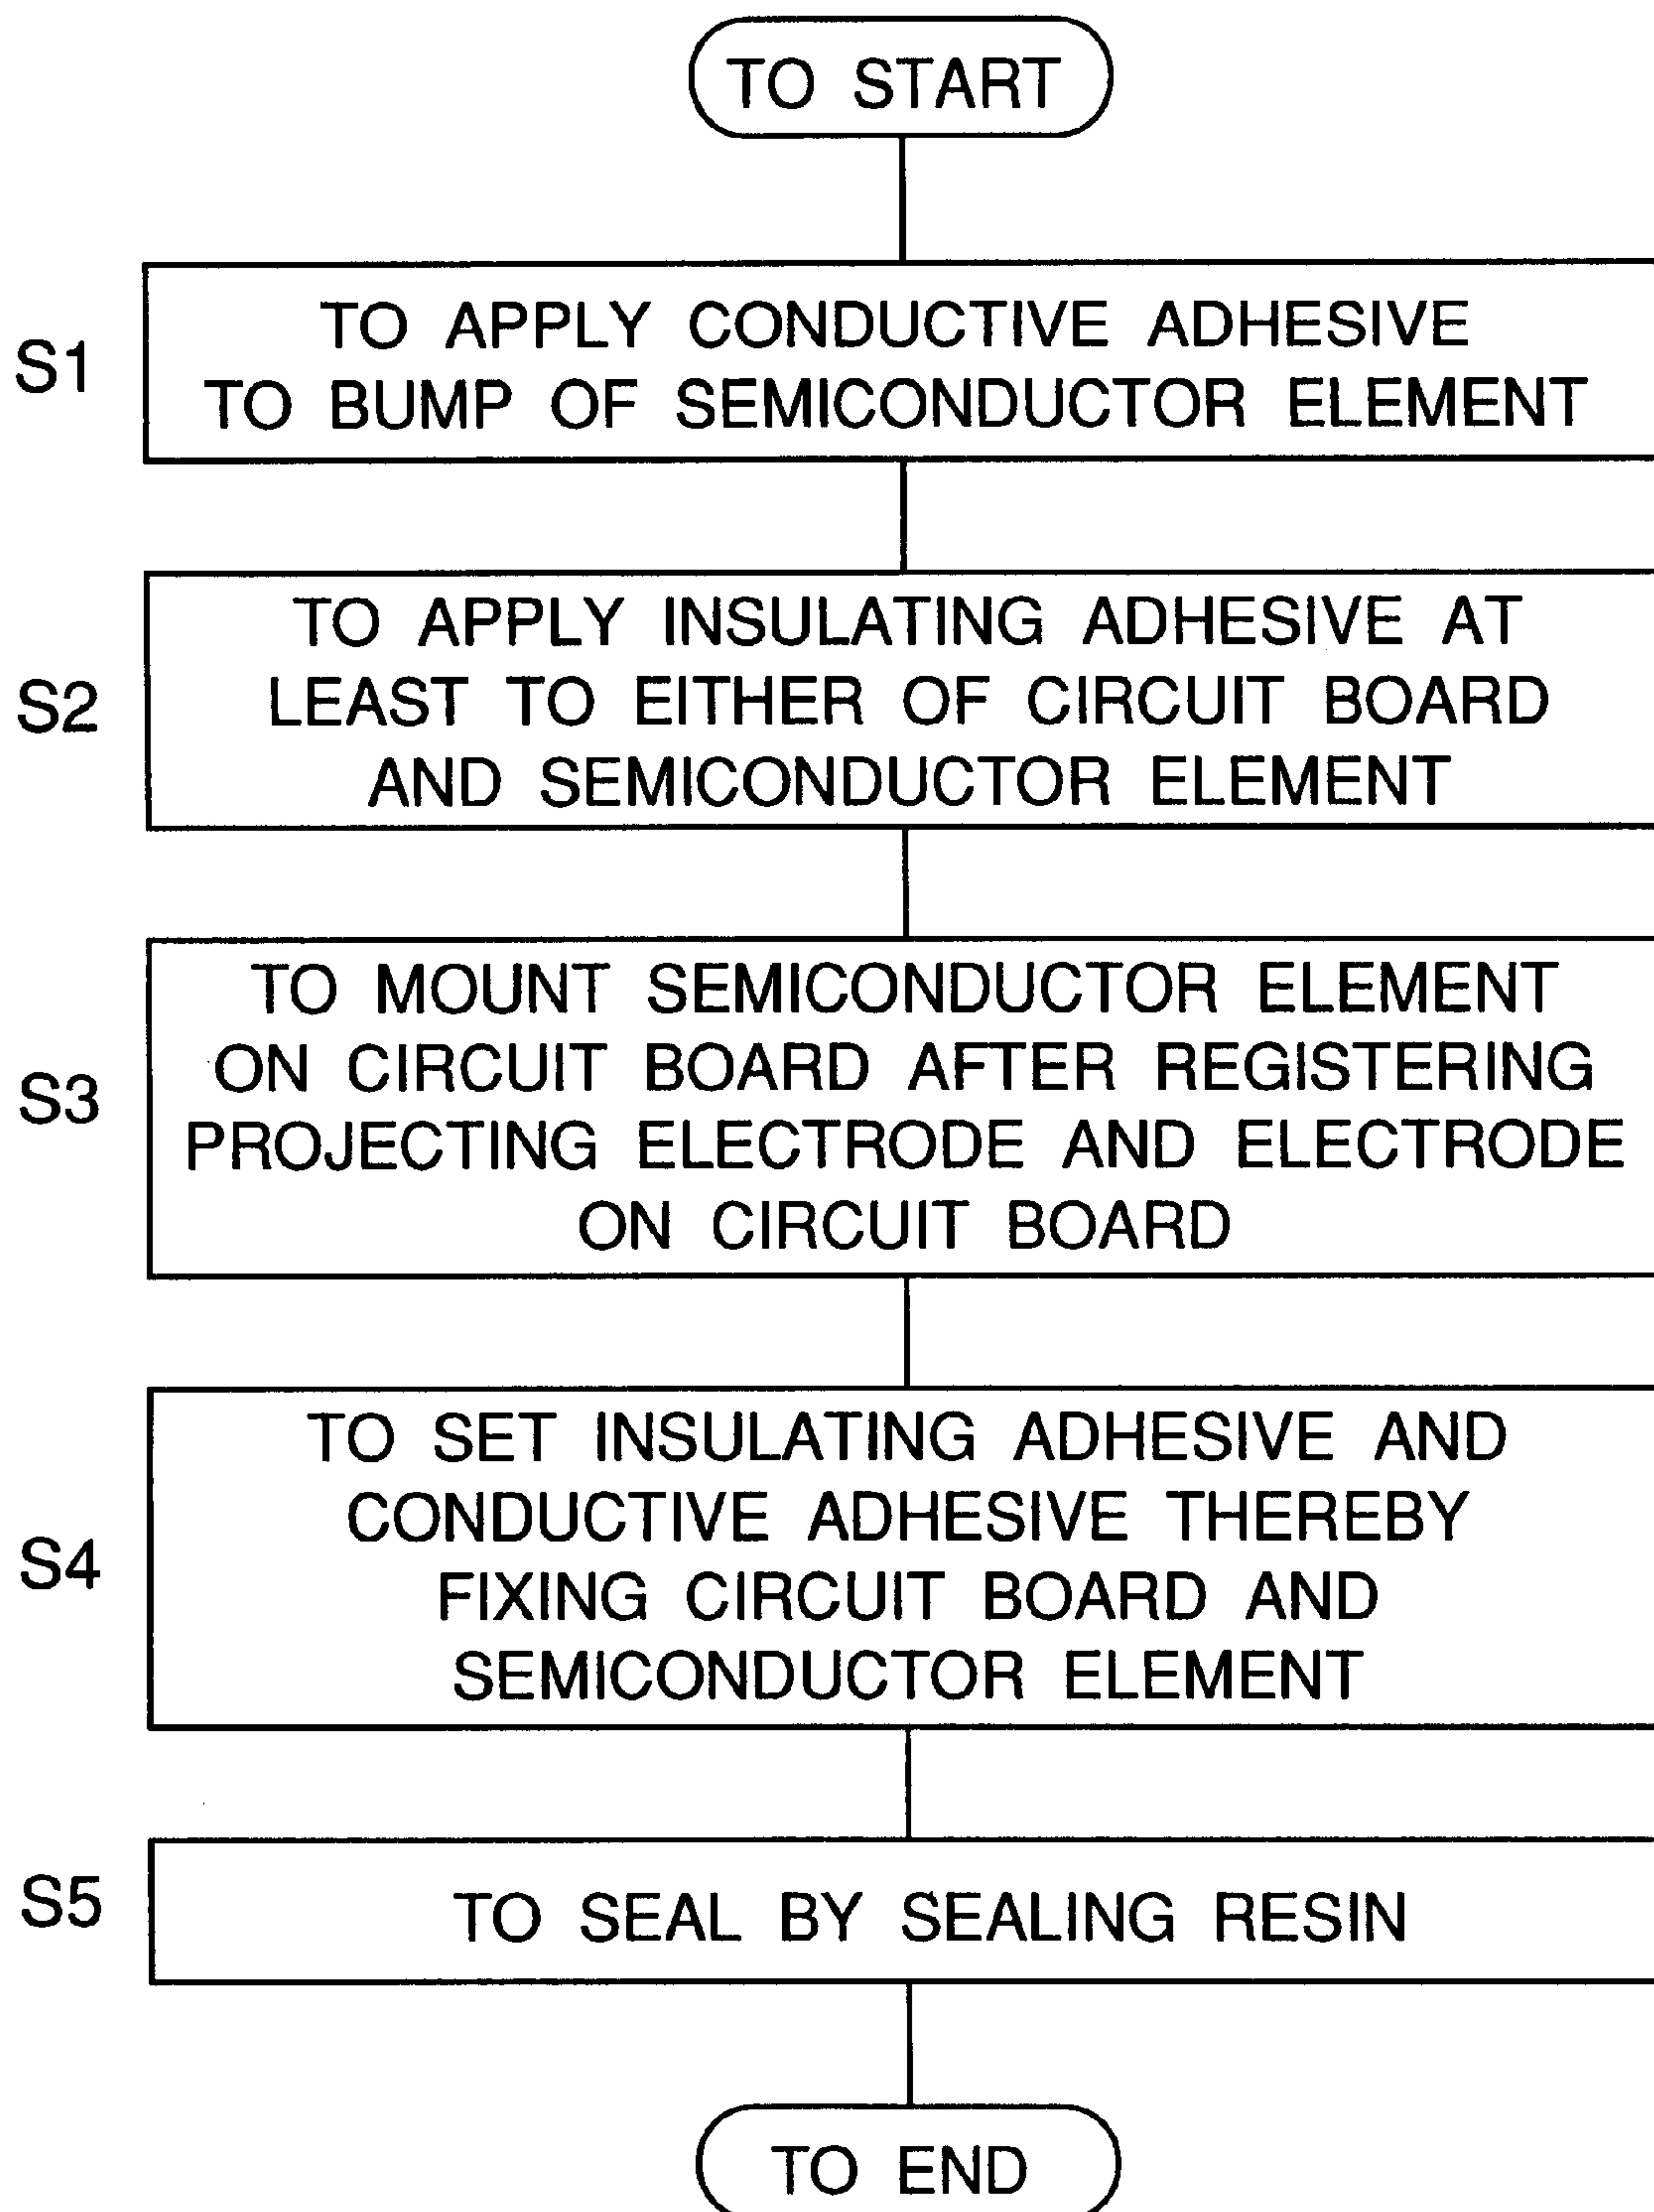 TO START
S1
TO APPLY CONDUCTIVE ADHESIVE
TO BUMP OF SEMICONDUCTOR ELEMENT
S2
TO APPLY INSULATING ADHESIVE AT
LEAST TO EITHER OF CIRCUIT BOARD
AND SEMICONDUCTOR ELEMENT
S3
TO MOUNT SEMICONDUCTOR ELEMENT
ON CIRCUIT BOARD AFTER REGISTERING
PROJECTING ELECTRODE AND ELECTRODE
ON CIRCUIT BOARD
S4
TO SET INSULATING ADHESIVE AND
CONDUCTIVE ADHESIVE THEREBY
FIXING CIRCUIT BOARD AND
SEMICONDUCTOR ELEMENT
S5
TO SEAL BY SEALING RESIN
TO END